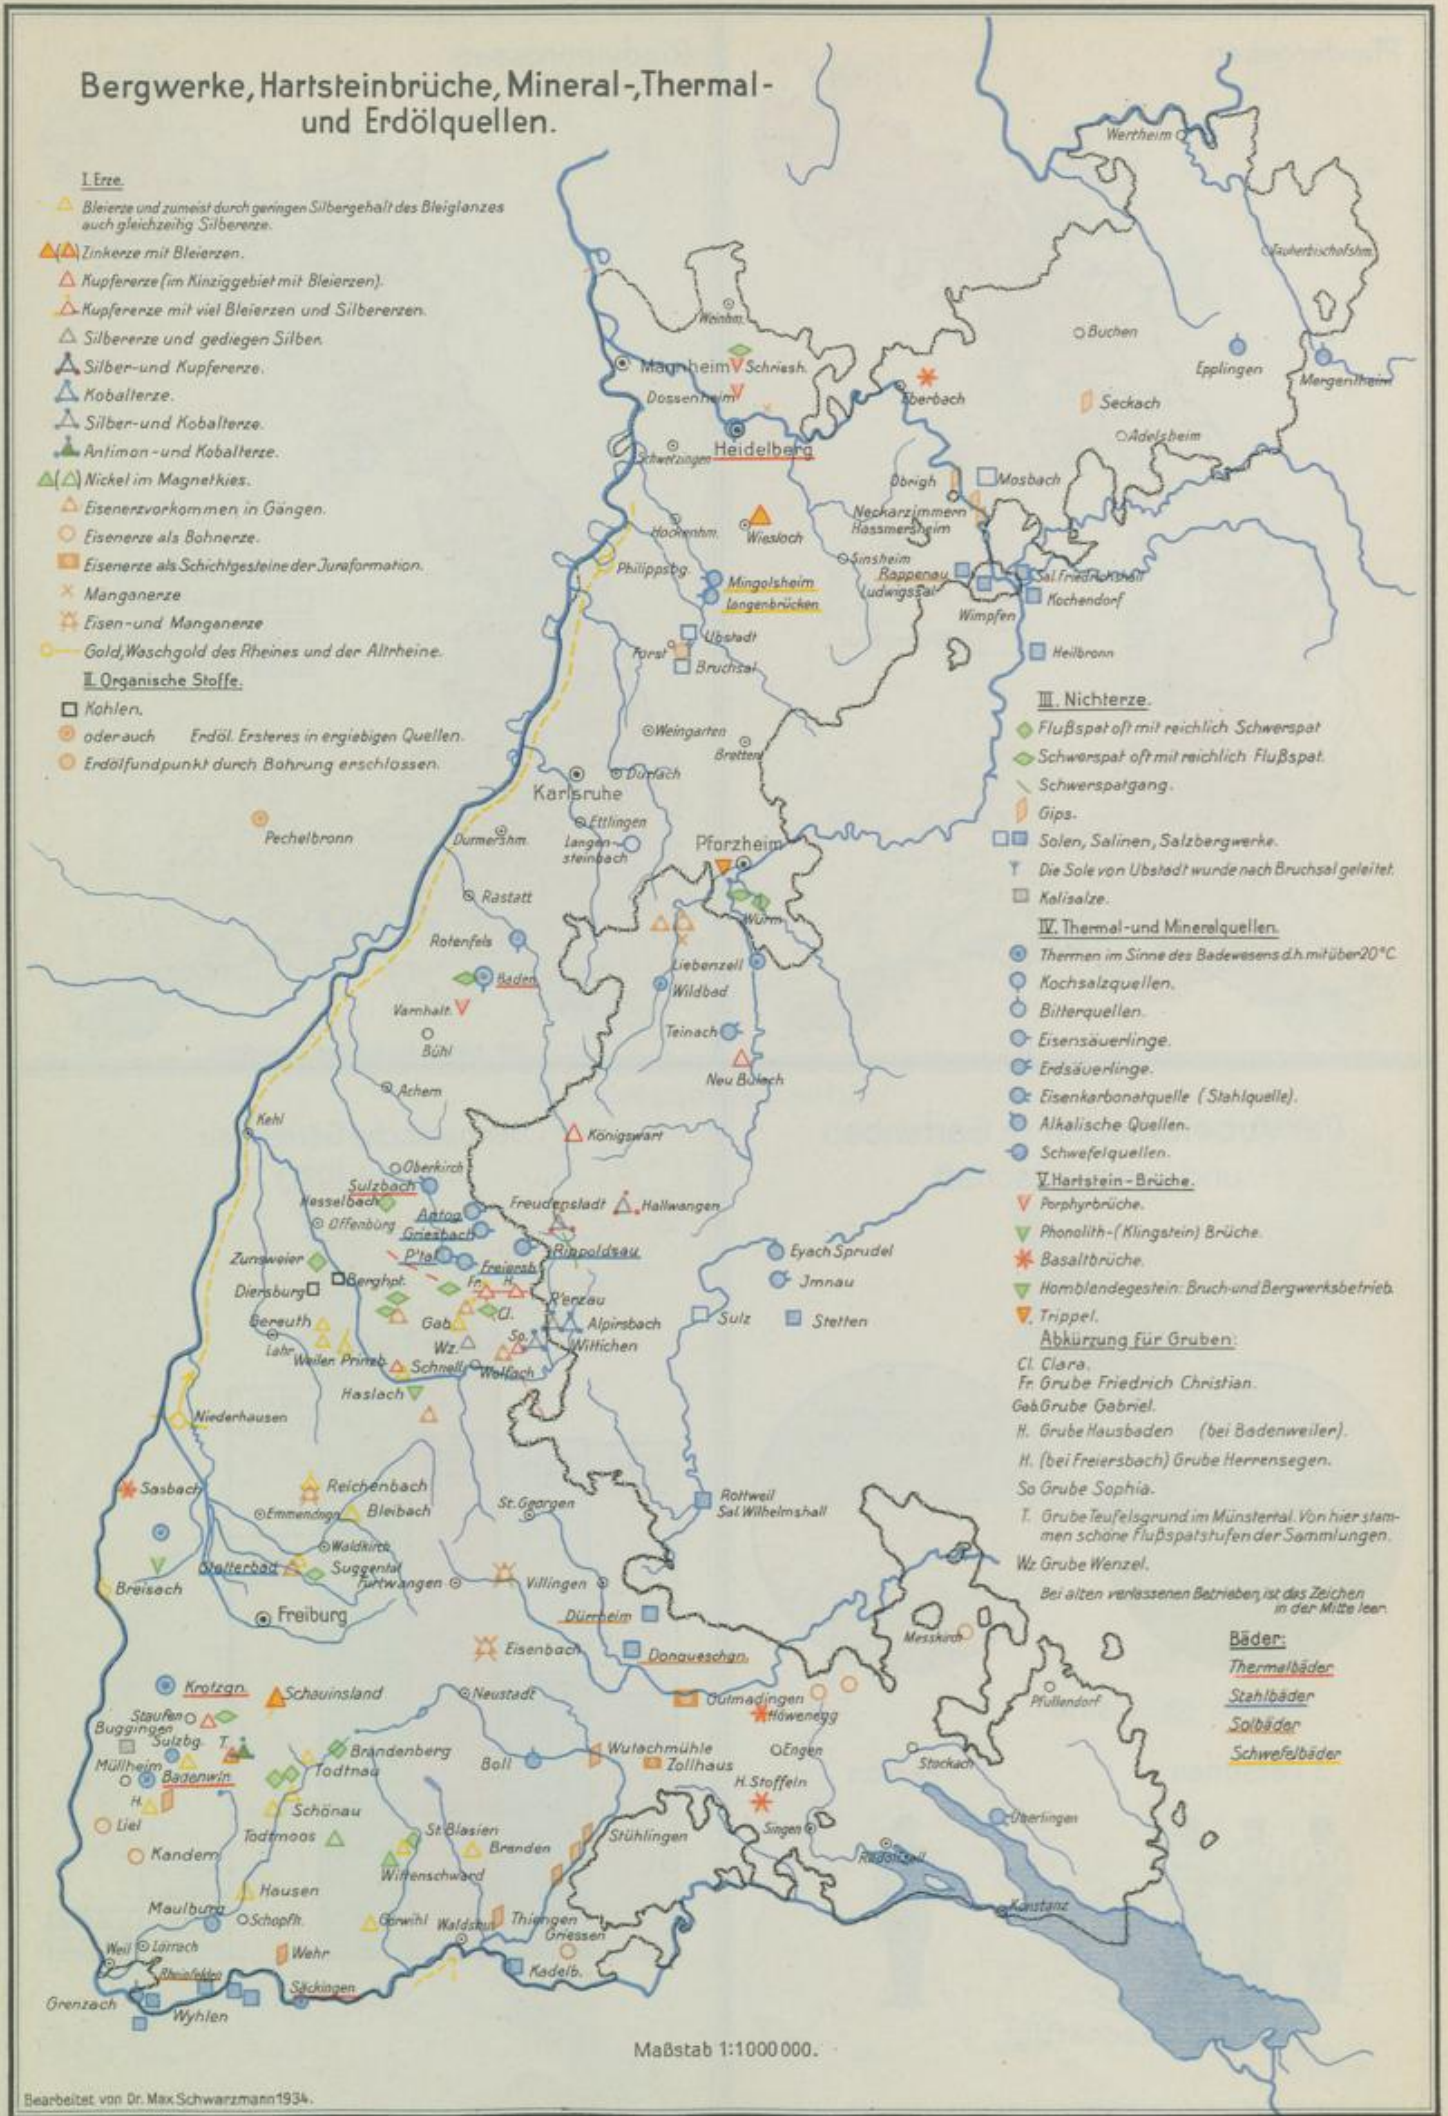 Bergwerke, Hartsteinbrüche, Mineral-, Thermal-
und Erdölquellen.
I. Erze.
Bleierze und zumeist durch geringen Silbergehalt des Bleiglanzes
auch gleichzeitig Silbererze.
Zinkerze mit Bleierzen.
Kupfererze (im Kinziggebiet mit Bleierzen).
Kupfererze mit viel Bleierzen und Silbererzen.
Silbererze und gediegen Silber.
Silber- und Kupfererze.
Kobalterze.
Silber- und Kobalterze.
Antimon- und Kobalterze.
Nickel im Magnetkies.
Eisenerzvorkommen in Gängen.
Eisenerze als Bohnerze.
Eisenerze als Schichtgesteine der Juraformation.
Manganerze
Eisen- und Manganerze
Gold, Waschgold des Rheines und der Altrheine.
II. Organische Stoffe.
Kohlen.
oder auch Erdöl. Ersteres in ergiebigen Quellen.
Erdölfundpunkt durch Bohrung erschlossen.
Wertheim
Tauberbischofshm.
Weinhm.
Buchen
Mannheim
Schriesh.
Epplingen
Mergentheim
Dossenheim
Eberbach
Seckach
Adelsheim
Heidelberg
Schwetzingen
Obrigh
Mosbach
Neckarzimmern
Hassmersheim
Hockenhm.
Wiesloch
Sinsheim
Philippsbg.
Mingolsheim
Langenbrücken
Rappenau
Ludwigssal
Sal. Friedrichshall
Kochendorf
Wimpfen
Ubstadt
Forst
Bruchsal
Heilbronn
III. Nichterze.
Flußspat oft mit reichlich Schwerspat
Schwerspat oft mit reichlich Flußspat.
Schwerspatgang.
Gips.
Solen, Salinen, Salzbergwerke.
Die Sole von Ubstadt wurde nach Bruchsal geleitet.
Kalisalze.
IV. Thermal- und Mineralquellen.
Thermen im Sinne des Badewesens d.h. mit über 20°C
Kochsalzquellen.
Bitterquellen.
Eisensäuerlinge.
Erdsäuerlinge.
Eisenkarbonatquelle (Stahlquelle).
Alkalische Quellen.
Schwefelquellen.
V. Hartstein-Brüche.
Porphyrbrüche.
Phonolith-(Klingstein) Brüche.
Basaltbrüche.
Hornblendegestein: Bruch- und Bergwerksbetrieb.
Trippel.
Abkürzung für Gruben:
Cl. Clara.
Fr. Grube Friedrich Christian.
Gab. Grube Gabriel.
H. Grube Hausbaden (bei Badenweiler).
H. (bei Freiersbach) Grube Herrensegen.
So Grube Sophia.
T. Grube Teufelsgrund im Münstertal. Von hier stam-
men schöne Flußspatstufen der Sammlungen.
Wz Grube Wenzel.
Bei alten verlassenen Betrieben, ist das Zeichen
in der Mitte leer.
Bäder:
Thermalbäder
Stahlbäder
Solbäder
Schwefelbäder
Weingarten
Bretten
Durlach
Karlsruhe
Ettlingen
Pechelbronn
Durmershm.
Langen-
steinbach
Pforzheim
Rastatt
Würm
Rotenfels
Baden
Liebenzell
Wildbad
Varnhalt.
Bühl
Teinach
Neu Bulach
Achern
Kehl
Königswart
Oberkirch
Sulzbach
Hesselbach
Freudenstadt
Hallwangen
Antog.
Offenburg
Griesbach
Rippoldsau
Eyach Sprudel
P'tal
Freiersb
Zunsweier
Jmnau
Berghpt.
Diersburg
Fr.
H.
R'erzau
Cl.
Gab.
Sulz
Stetten
Gereuth
Alpirsbach
So.
Wz.
Wittichen
Lahr
Weiler
Prinzb.
Schnell.
Wolfach
Haslach
Niederhausen
Sasbach
Reichenbach
Emmendngn
Bleibach
St. Georgen
Rottweil
Sal. Wilhelmshall
Waldkirch
Glotterbad
Suggental
Furtwangen
Villingen
Breisach
Freiburg
Dürrheim
Messkirch
Eisenbach
Donaueschgn.
Krotzgn.
Schauinsland
Neustadt
Gutmadingen
Höwenegg
Pfullendorf
Staufen
Buggingen
Sulzbg.
T.
Brandenberg
Boll
Wutachmühle
Zollhaus
Engen
Stockach
Müllheim
Badenwlr.
Todtnau
H.
H. Stoffeln
Liel
Schönau
Überlingen
Todtmoos
St. Blasien
Brenden
Stühlingen
Singen
Kandern
Wittenschwand
Radolfzell
Hausen
Maulburg
Schopfh.
Görwihl
Waldshut
Thiengen
Griessen
Konstanz
Weil
Lörrach
Wehr
Rheinfelden
Säckingen
Kadelb.
Grenzach
Wyhlen
Maßstab 1:1000000.
Bearbeitet von Dr. Max Schwarzmann 1934.